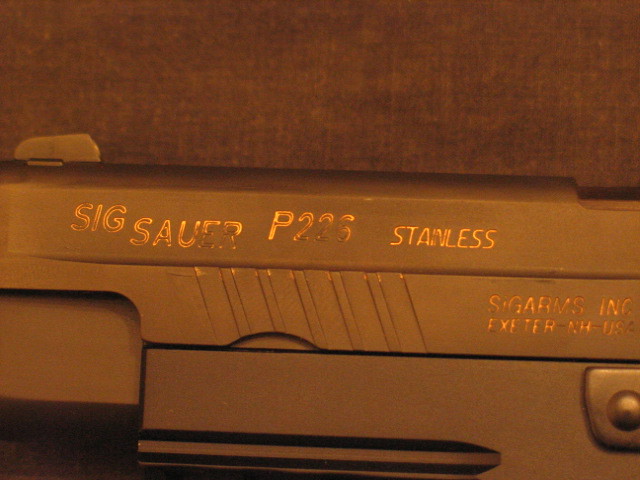 SIG SAUER P226 STAINLESS
SIGARMS INC
EXETER-NH-USA